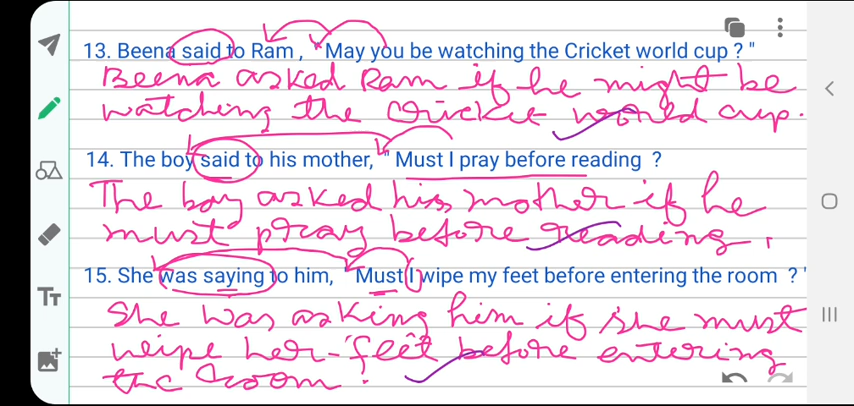 13. Beena said to Ram, "May you be watching the Cricket world cup ? "
Beena asked Ram if he might be
watching the Cricket world cup.
14. The boy said to his mother, " Must I pray before reading ?
The boy asked his mother if he
must pray before reading.
15. She was saying to him, " Must I wipe my feet before entering the room ? '
She was asking him if she must
weipe her feet before entering
the room.
TT